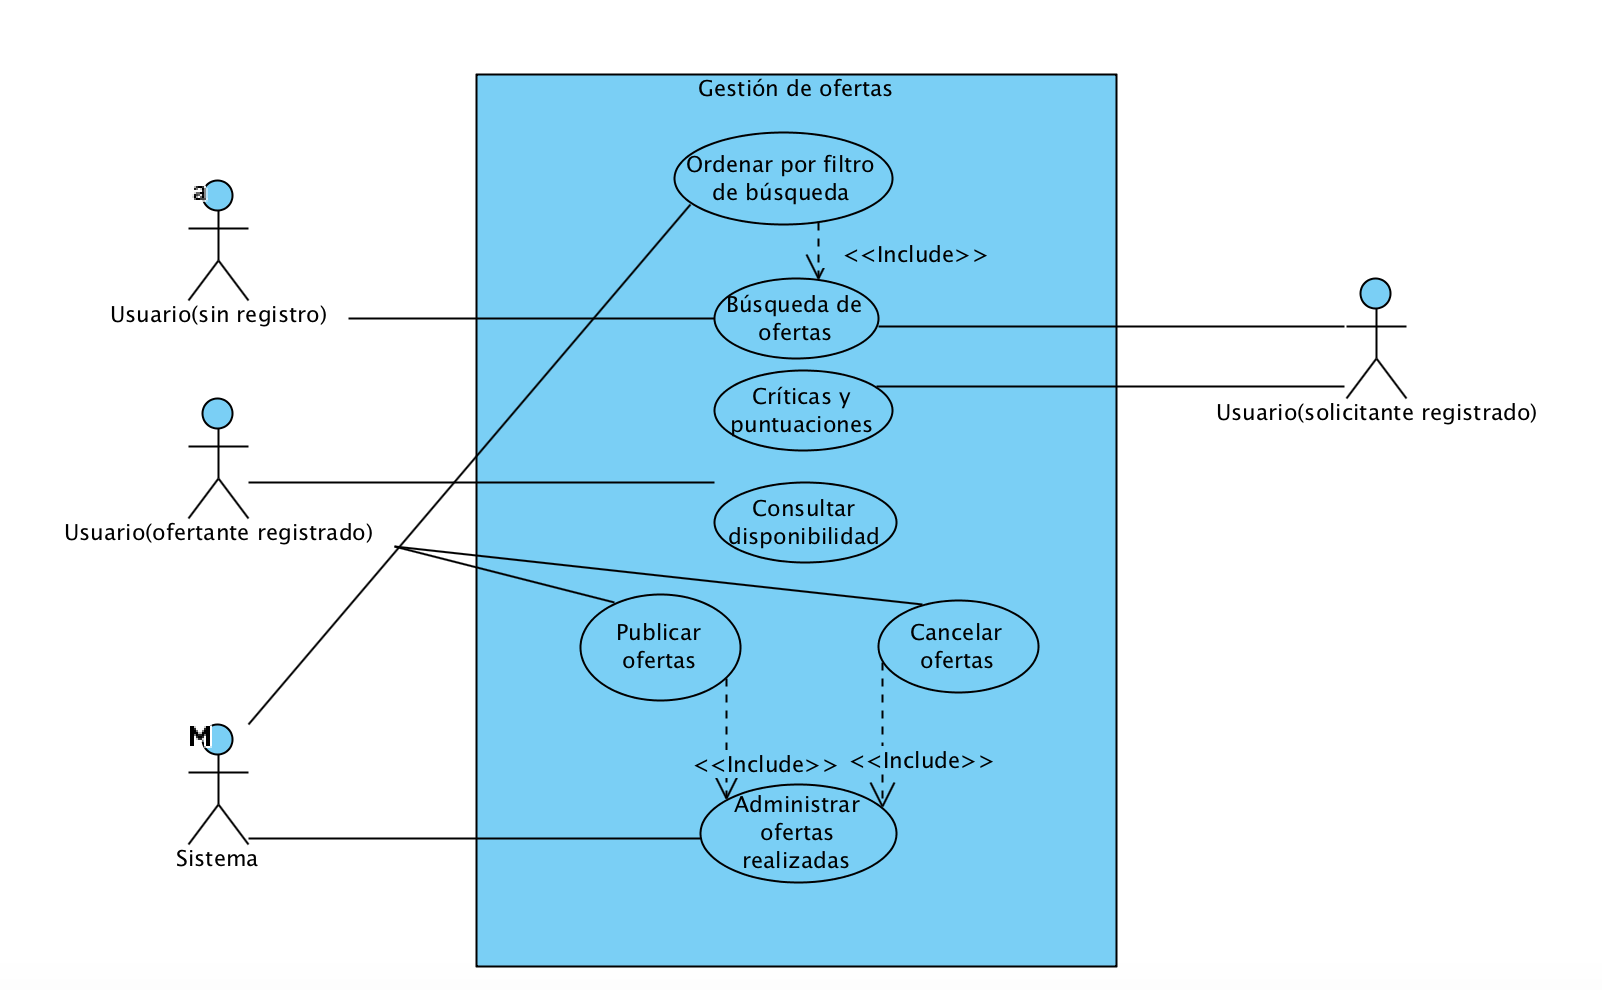 Gestión de ofertas
Ordenar por filtro
de búsqueda
<<Include>>
a
Usuario(sin registro)
Búsqueda de
ofertas
Críticas y
puntuaciones
Usuario(solicitante registrado)
Consultar
disponibilidad
Usuario(ofertante registrado)
Publicar
ofertas
Cancelar
ofertas
M
<<Include>>
<<Include>>
Administrar
ofertas
realizadas
Sistema